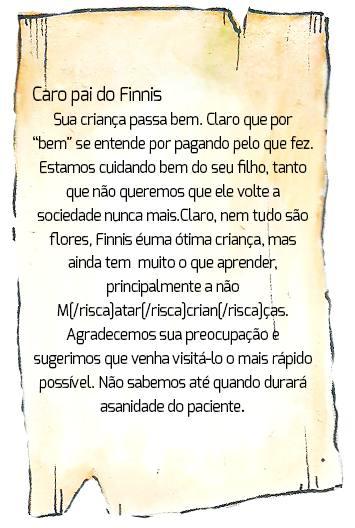 Caro pai do Finnis
Sua criança passa bem. Claro que por
“bem” se entende por pagando pelo que fez.
Estamos cuidando bem do seu filho, tanto
que não queremos que ele volte a
sociedade nunca mais.Claro, nem tudo são
flores, Finnis éuma ótima criança, mas
ainda tem muito o que aprender,
principalmente a não
M[/risca]atar[/risca]crian[/risca]ças.
Agradecemos sua preocupação e
sugerimos que venha visitá-lo o mais rápido
possível. Não sabemos até quando durará
asanidade do paciente.